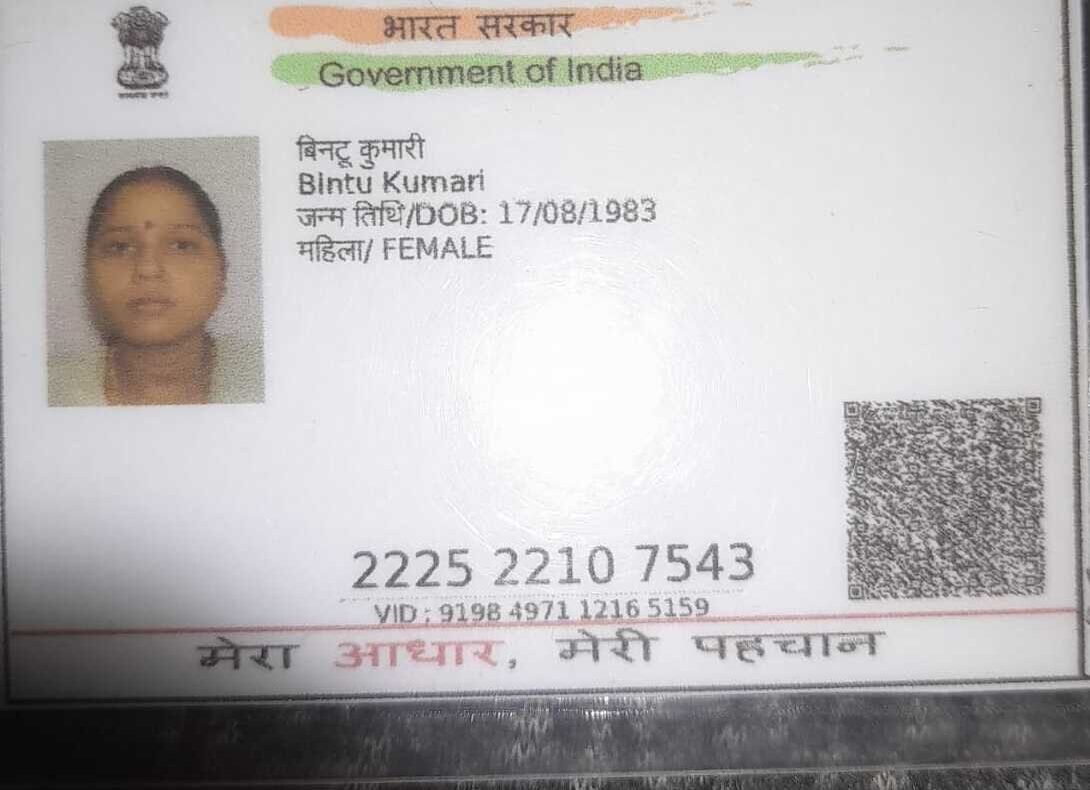 भारत सरकार
Government of India
बिनटू कुमारी
Bintu Kumari
जन्म तिथि/DOB: 17/08/1983
महिला/ FEMALE
2225 2210 7543
VID : 9198 4971 1216 5159
मेरा आधार, मेरी पहचान